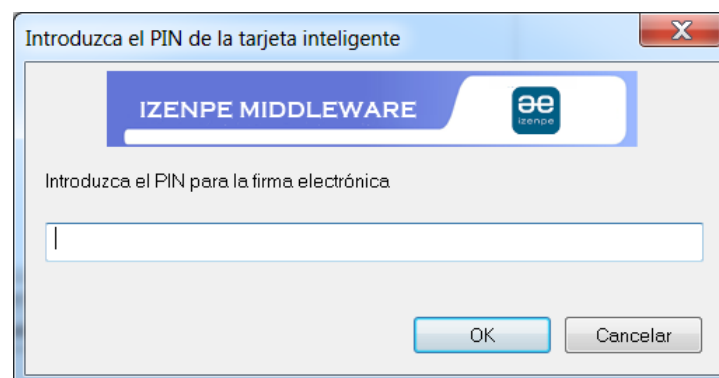 Introduzca el PIN de la tarjeta inteligente
IZENPE MIDDLEWARE
izenpe
Introduzca el PIN para la firma electrónica
OK
Cancelar